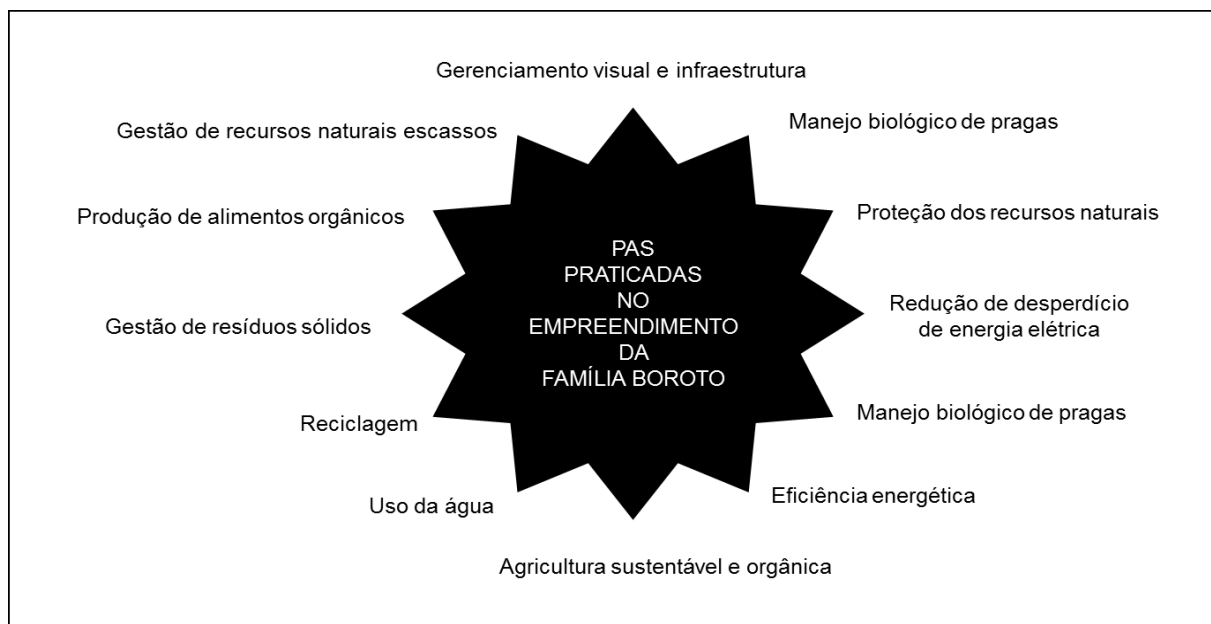 Gerenciamento visual e infraestrutura
Gestão de recursos naturais escassos
Manejo biológico de pragas
Produção de alimentos orgânicos
Proteção dos recursos naturais
PAS
PRATICADAS
NO
EMPREENDIMENTO
DA
FAMÍLIA BOROTO
Gestão de resíduos sólidos
Redução de desperdício
de energia elétrica
Reciclagem
Manejo biológico de pragas
Uso da água
Eficiência energética
Agricultura sustentável e orgânica